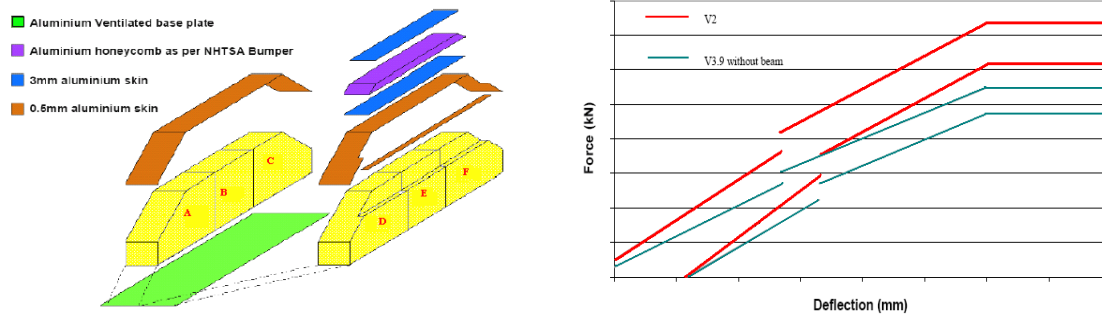 Aluminium Ventilated base plate
Aluminium honeycomb as per NHTSA Bumper
3mm aluminium skin
0.5mm aluminium skin
A
B
C
D
E
F
V2
V3.9 without beam
Force (kN)
Deflection (mm)